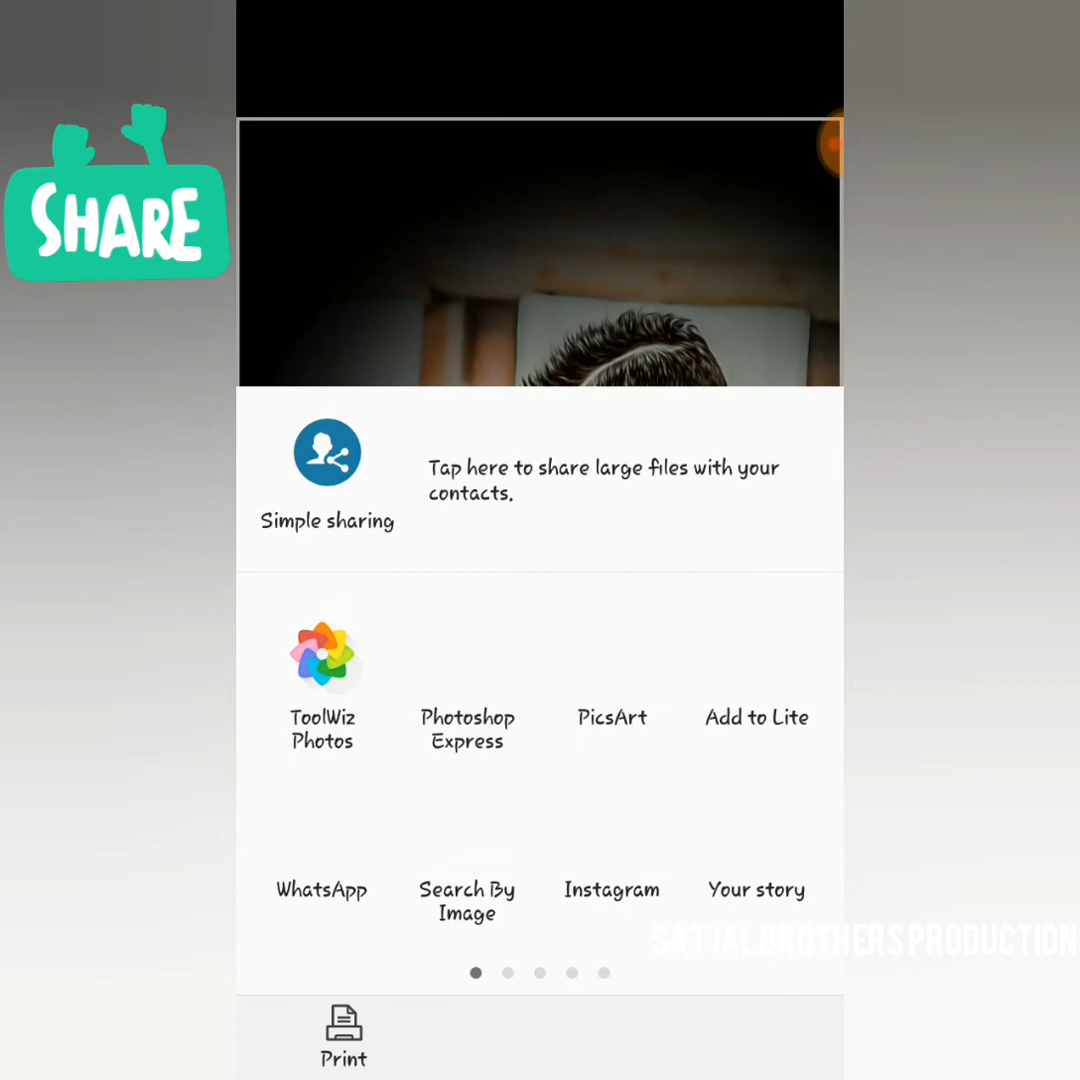 SHARE
Tap here to share large files with your
contacts.
Simple sharing
ToolWiz
Photos
Photoshop
Express
PicsArt
Add to Lite
WhatsApp
Search By
Image
Instagram
Your story
SATJALBROTHERSPRODUCTION
Print